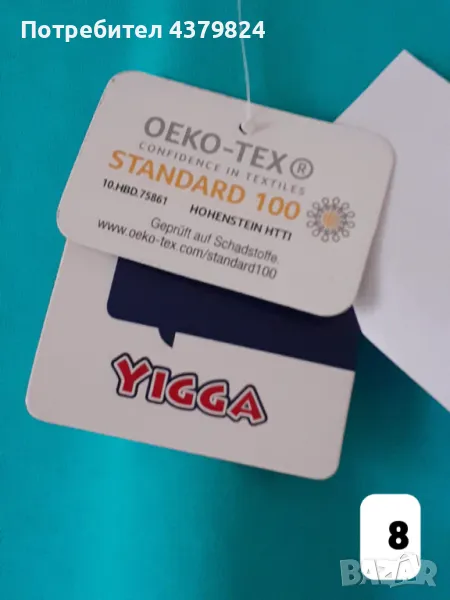 Потребител 4379824
OEKO-TEX®
CONFIDENCE IN TEXTILES
STANDARD 100
10.HBD.75861 HOHENSTEIN HTTI
Geprüft auf Schadstoffe.
www.oeko-tex.com/standard100
YIGGA
8